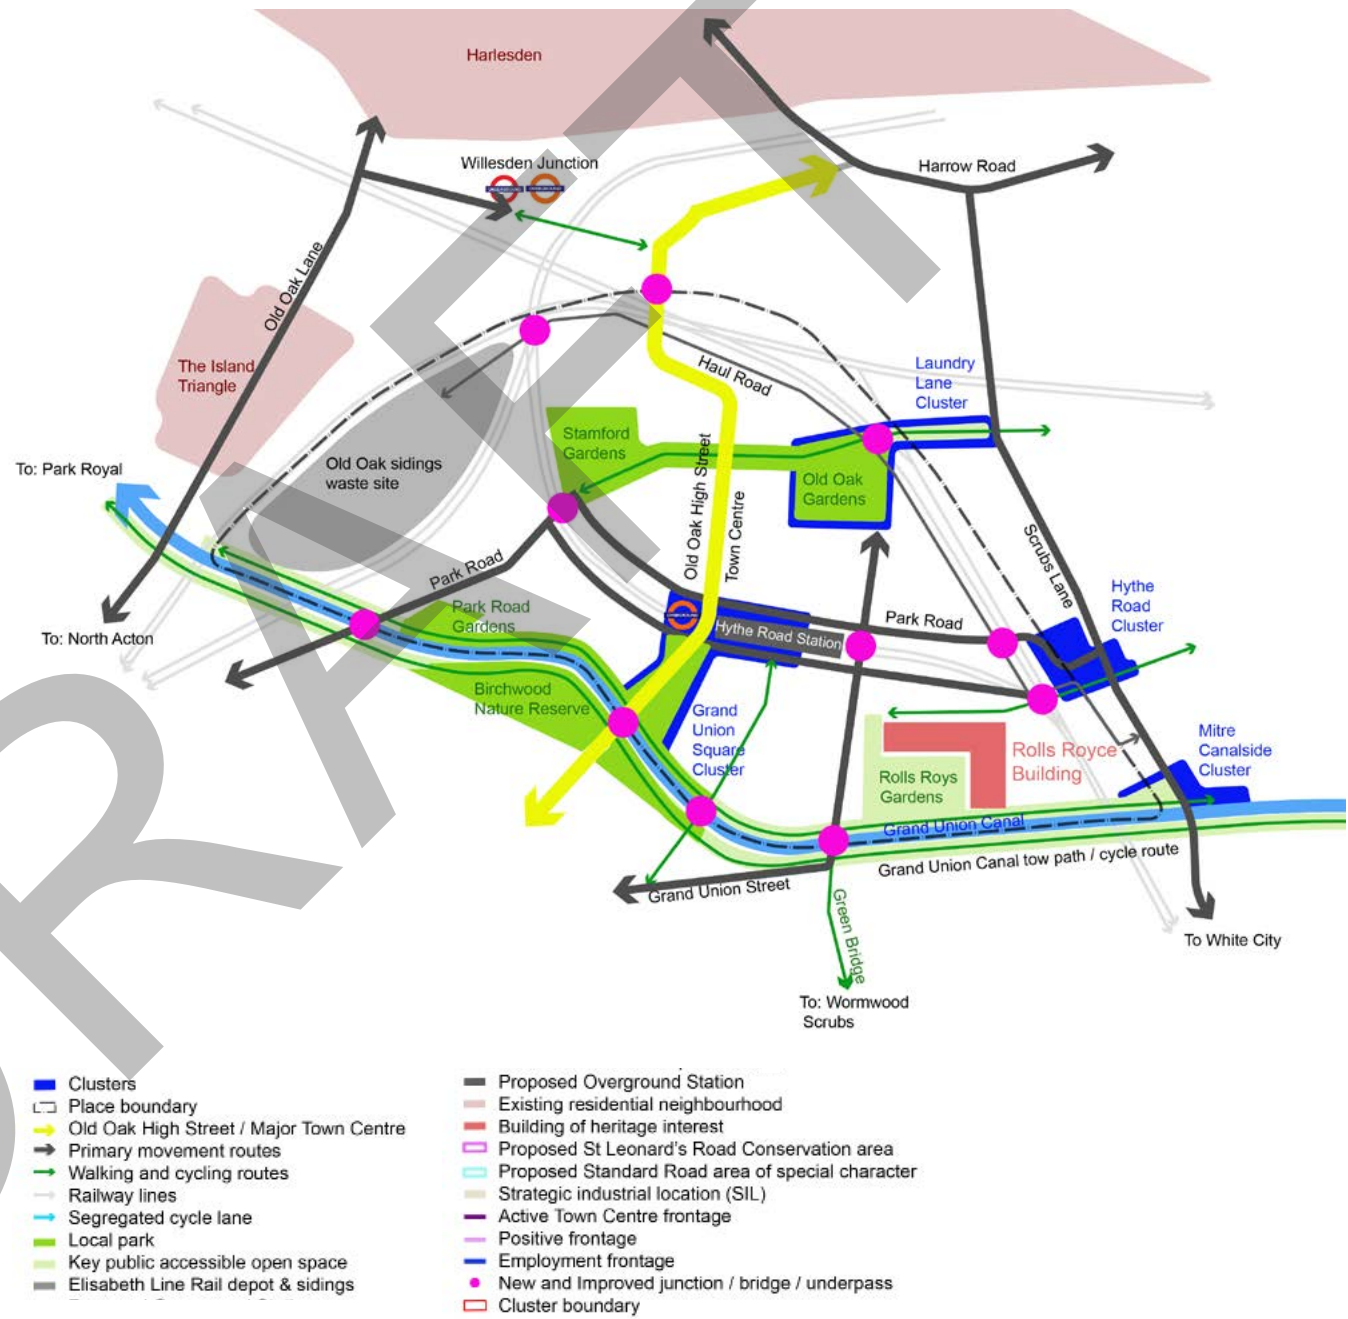 Harlesden
Willesden Junction
Harrow Road
Old Oak Lane
The Island
Triangle
Haul Road
Laundry
Lane
Cluster
Stamford
Gardens
To: Park Royal
Old Oak sidings
waste site
Old Oak High Street
Town Centre
Old Oak
Gardens
Scrubs Lane
Park Road
Park Road
Gardens
To: North Acton
Hythe Road Station
Park Road
Hythe
Road
Cluster
Birchwood
Nature Reserve
Grand
Union
Square
Cluster
Rolls Royce
Building
Rolls Roys
Gardens
Mitre
Canalside
Cluster
Grand Union Canal
Grand Union Canal tow path / cycle route
Grand Union Street
Green Bridge
To White City
To: Wormwood
Scrubs
DRAFT
Clusters
Place boundary
Old Oak High Street / Major Town Centre
Primary movement routes
Walking and cycling routes
Railway lines
Segregated cycle lane
Local park
Key public accessible open space
Elisabeth Line Rail depot & sidings
Proposed Overground Station
Existing residential neighbourhood
Building of heritage interest
Proposed St Leonard's Road Conservation area
Proposed Standard Road area of special character
Strategic industrial location (SIL)
Active Town Centre frontage
Positive frontage
Employment frontage
New and Improved junction / bridge / underpass
Cluster boundary